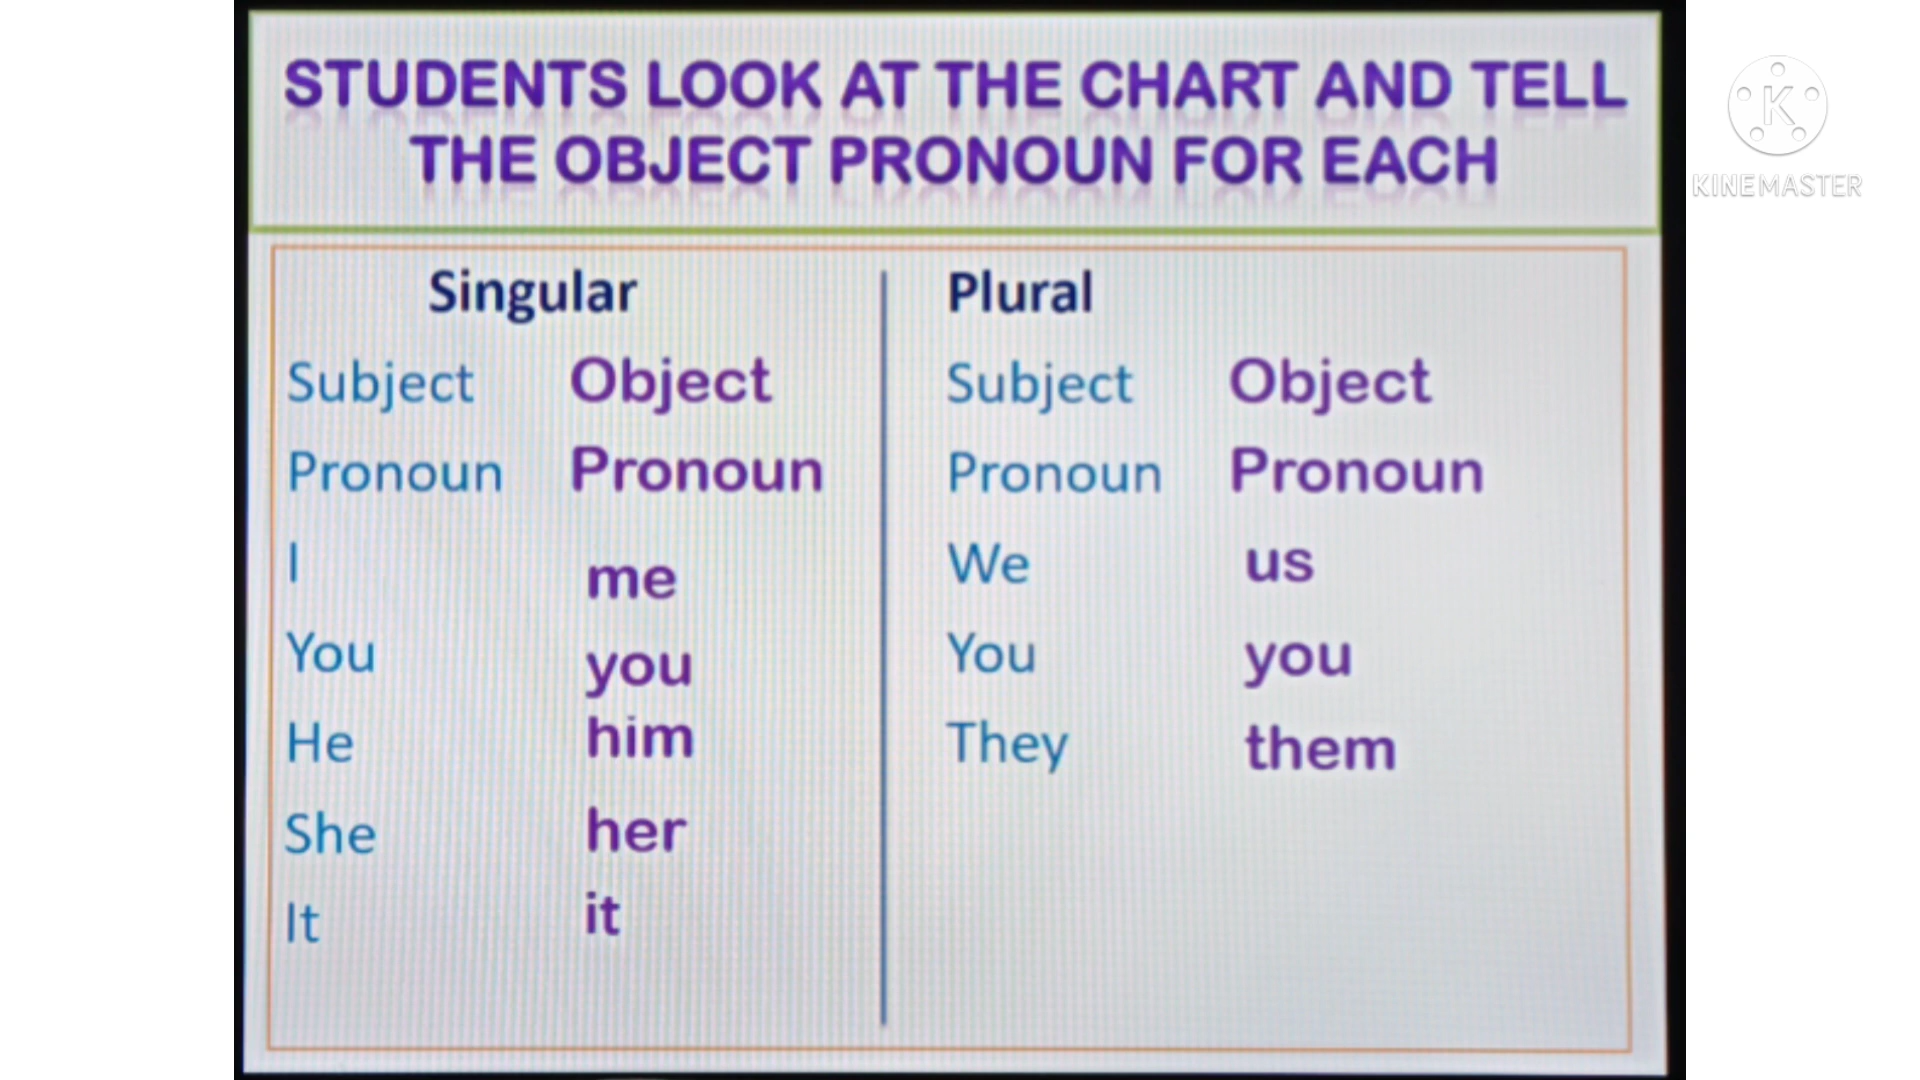 STUDENTS LOOK AT THE CHART AND TELL
THE OBJECT PRONOUN FOR EACH
Singular
Subject Object
Pronoun Pronoun
I me
You you
He him
She her
It it
Plural
Subject Object
Pronoun Pronoun
We us
You you
They them
K
KINEMASTER